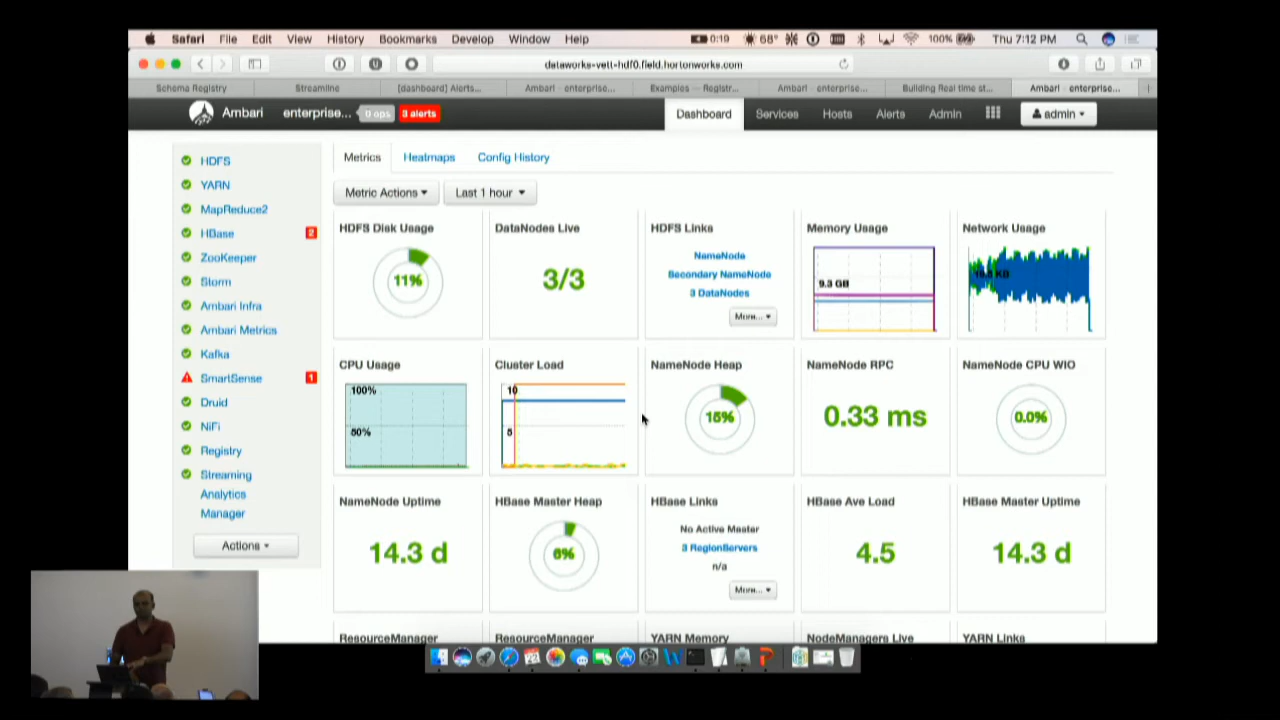 Safari File Edit View History Bookmarks Develop Window Help 0:19 68° 100% Thu 7:12 PM
dataworks-vett-hdf0.field.hortonworks.com
Schema Registry Streamline [dashboard] Alerts... Ambari - enterprise... Examples — Registr... Ambari - enterprise... Building Real time st... Ambari - enterprise...
Ambari enterprise... 0 ops 3 alerts Dashboard Services Hosts Alerts Admin admin
HDFS
YARN
MapReduce2
HBase 2
ZooKeeper
Storm
Ambari Infra
Ambari Metrics
Kafka
SmartSense 1
Druid
NiFi
Registry
Streaming
Analytics
Manager
Actions
Metrics Heatmaps Config History
Metric Actions Last 1 hour
HDFS Disk Usage
11%
DataNodes Live
3/3
HDFS Links
NameNode
Secondary NameNode
3 DataNodes
More...
Memory Usage
9.3 GB
Network Usage
KB
CPU Usage
100%
50%
Cluster Load
10
5
NameNode Heap
15%
NameNode RPC
0.33 ms
NameNode CPU WIO
0.0%
NameNode Uptime
14.3 d
HBase Master Heap
6%
HBase Links
No Active Master
3 RegionServers
n/a
More...
HBase Ave Load
4.5
HBase Master Uptime
14.3 d
ResourceManager ResourceManager YARN Memory NodeManagers Live YARN Links